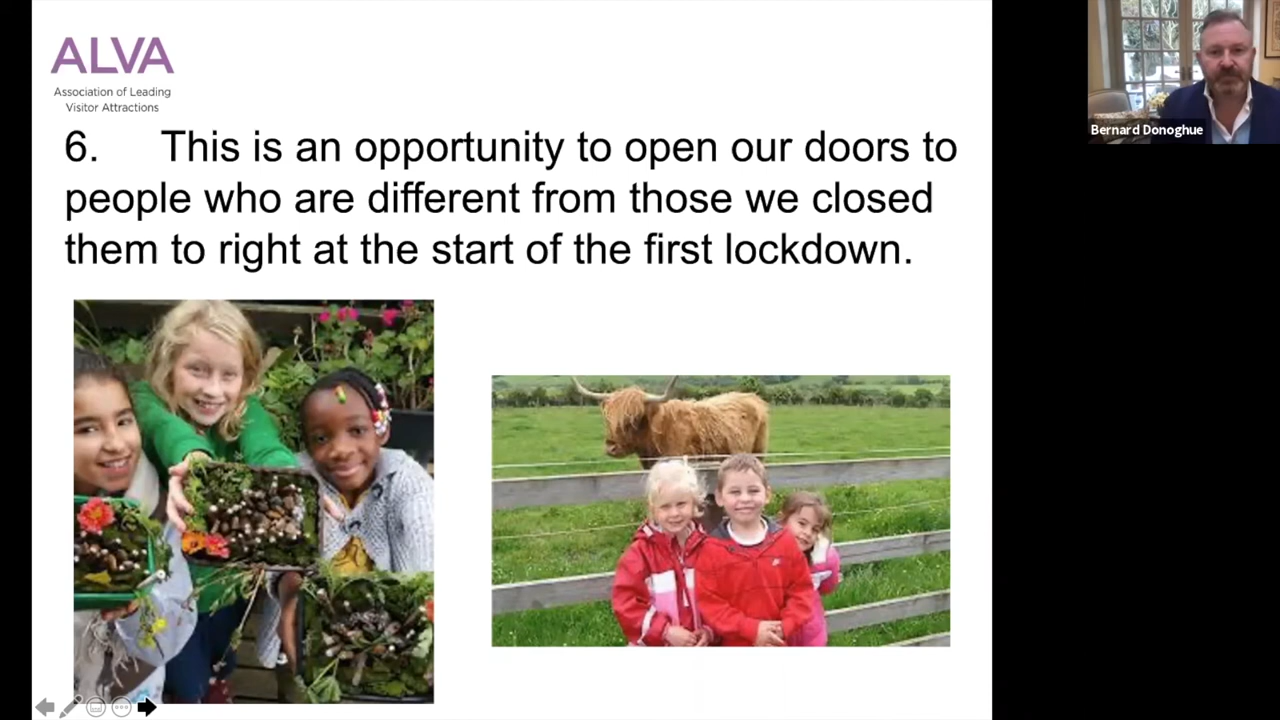 ALVA
Association of Leading
Visitor Attractions
6. This is an opportunity to open our doors to
people who are different from those we closed
them to right at the start of the first lockdown.
Bernard Donoghue